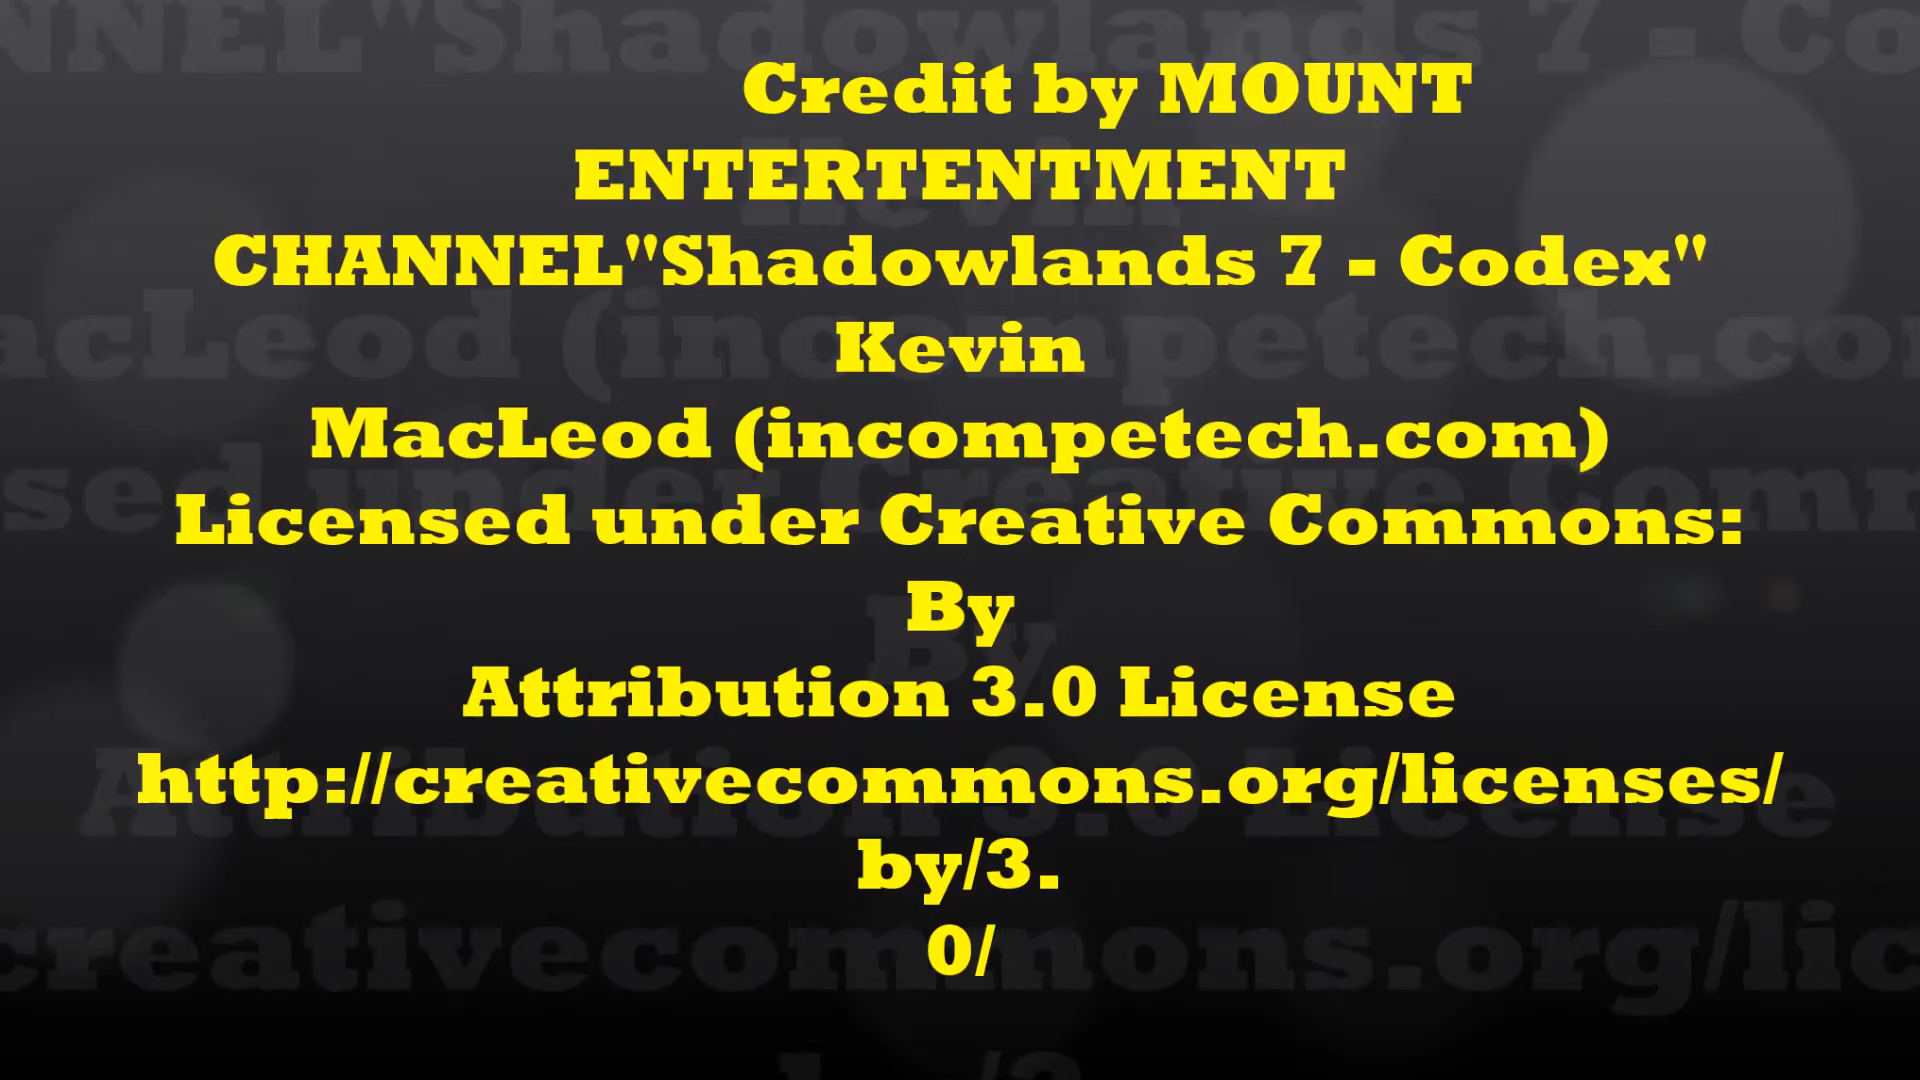 Credit by MOUNT
ENTERTENTMENT
CHANNEL"Shadowlands 7 - Codex"
Kevin
MacLeod (incompetech.com)
Licensed under Creative Commons:
By
Attribution 3.0 License
http://creativecommons.org/licenses/
by/3.
0/